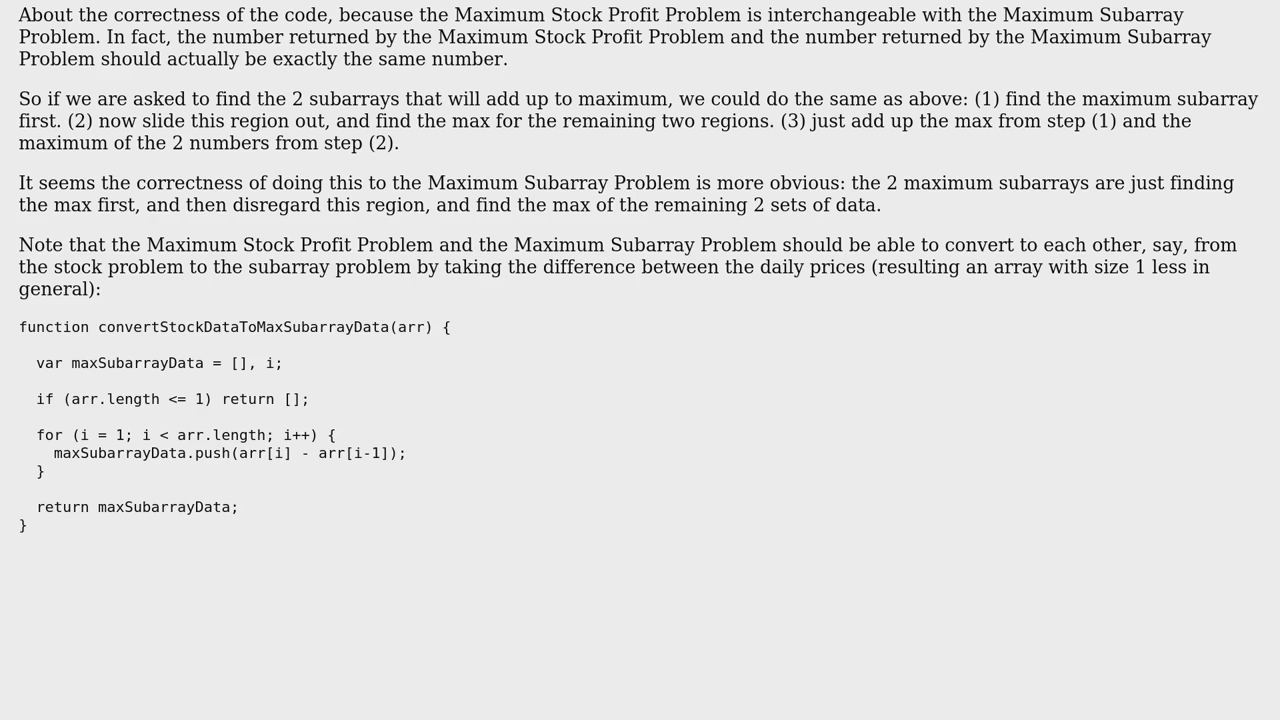 About the correctness of the code, because the Maximum Stock Profit Problem is interchangeable with the Maximum Subarray
Problem. In fact, the number returned by the Maximum Stock Profit Problem and the number returned by the Maximum Subarray
Problem should actually be exactly the same number.
So if we are asked to find the 2 subarrays that will add up to maximum, we could do the same as above: (1) find the maximum subarray
first. (2) now slide this region out, and find the max for the remaining two regions. (3) just add up the max from step (1) and the
maximum of the 2 numbers from step (2).
It seems the correctness of doing this to the Maximum Subarray Problem is more obvious: the 2 maximum subarrays are just finding
the max first, and then disregard this region, and find the max of the remaining 2 sets of data.
Note that the Maximum Stock Profit Problem and the Maximum Subarray Problem should be able to convert to each other, say, from
the stock problem to the subarray problem by taking the difference between the daily prices (resulting an array with size 1 less in
general):
function convertStockDataToMaxSubarrayData(arr) {
  var maxSubarrayData = [], i;
  if (arr.length <= 1) return [];
  for (i = 1; i < arr.length; i++) {
    maxSubarrayData.push(arr[i] - arr[i-1]);
  }
  return maxSubarrayData;
}